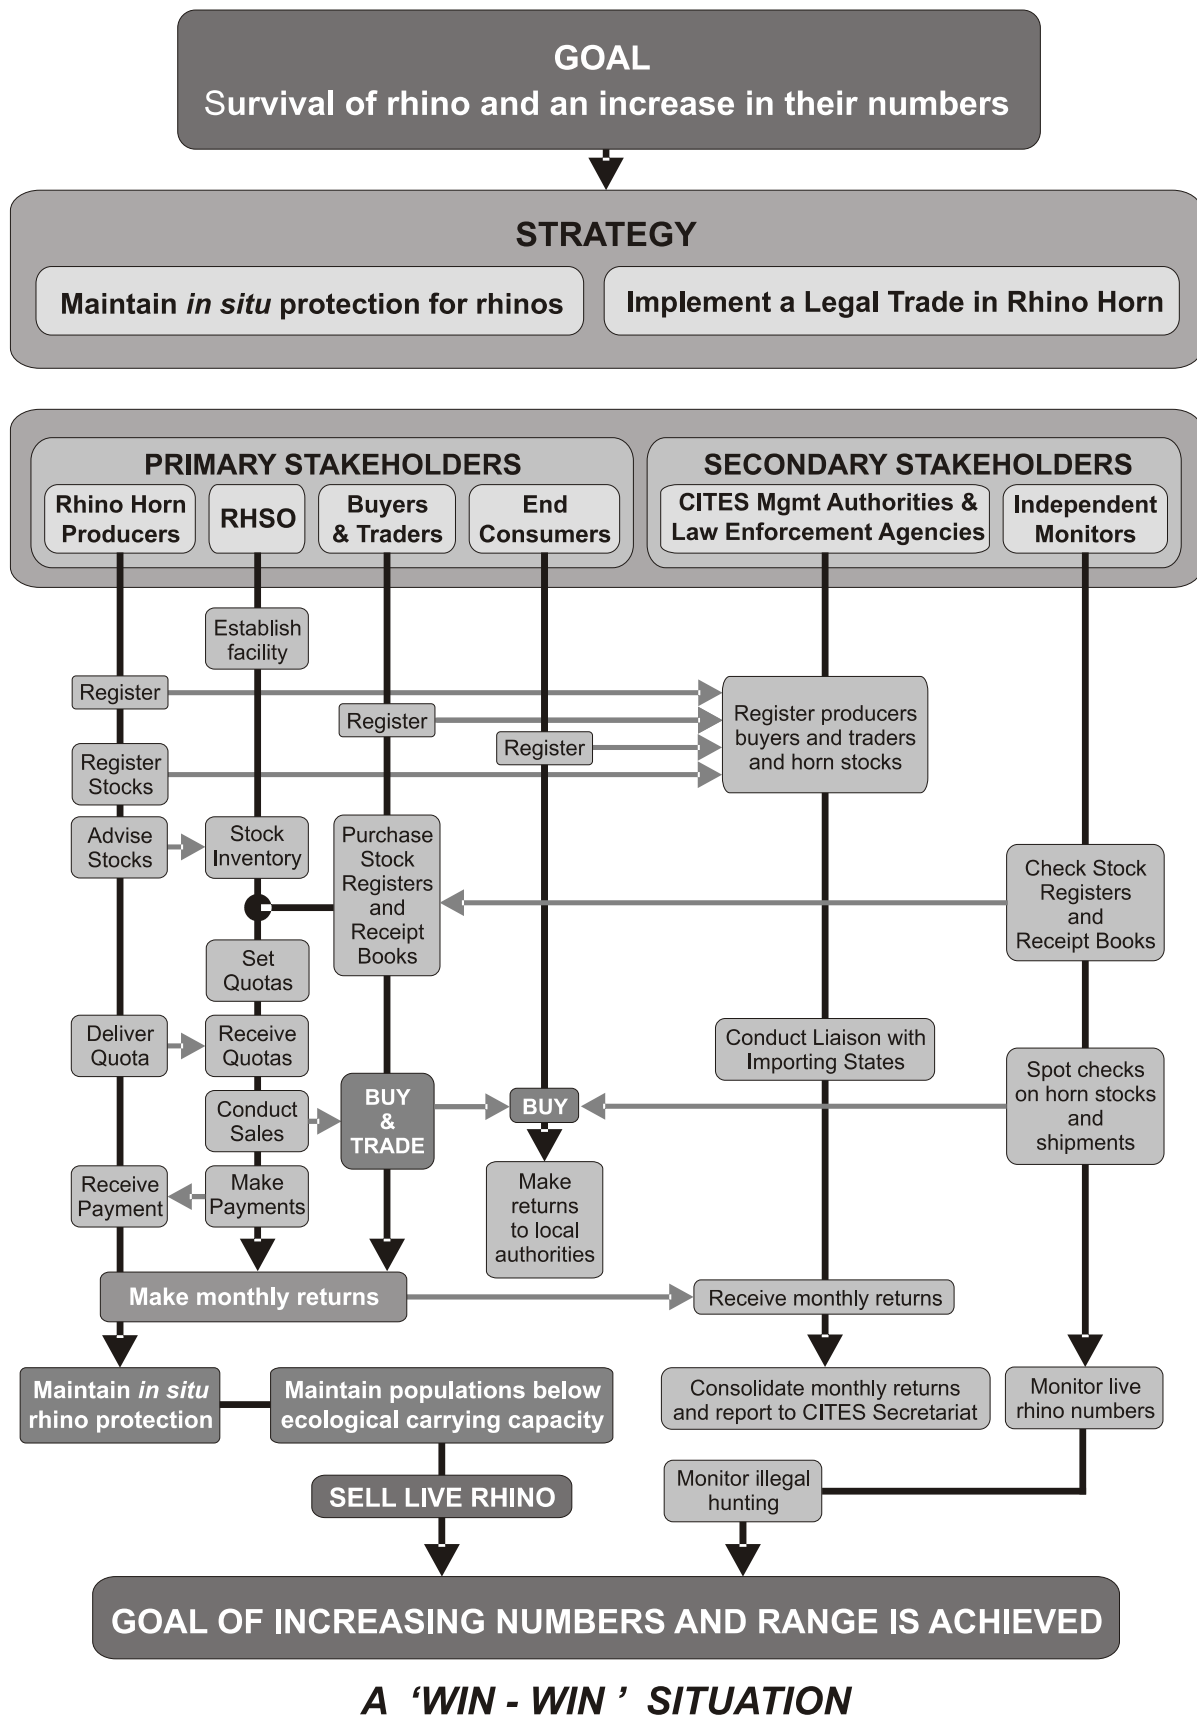 GOAL
Survival of rhino and an increase in their numbers
STRATEGY
Maintain in situ protection for rhinos
Implement a Legal Trade in Rhino Horn
PRIMARY STAKEHOLDERS
SECONDARY STAKEHOLDERS
Rhino Horn
Producers
RHSO
Buyers
& Traders
End
Consumers
CITES Mgmt Authorities &
Law Enforcement Agencies
Independent
Monitors
Establish
facility
Register
Register
Register
Register producers
buyers and traders
and horn stocks
Register
Stocks
Advise
Stocks
Stock
Inventory
Purchase
Stock
Registers
and
Receipt
Books
Check Stock
Registers
and
Receipt Books
Set
Quotas
Deliver
Quota
Receive
Quotas
Conduct Liaison with
Importing States
Spot checks
on horn stocks
and
shipments
Conduct
Sales
BUY
&
TRADE
BUY
Receive
Payment
Make
Payments
Make
returns
to local
authorities
Make monthly returns
Receive monthly returns
Maintain in situ
rhino protection
Maintain populations below
ecological carrying capacity
Consolidate monthly returns
and report to CITES Secretariat
Monitor live
rhino numbers
SELL LIVE RHINO
Monitor illegal
hunting
GOAL OF INCREASING NUMBERS AND RANGE IS ACHIEVED
A 'WIN - WIN ' SITUATION